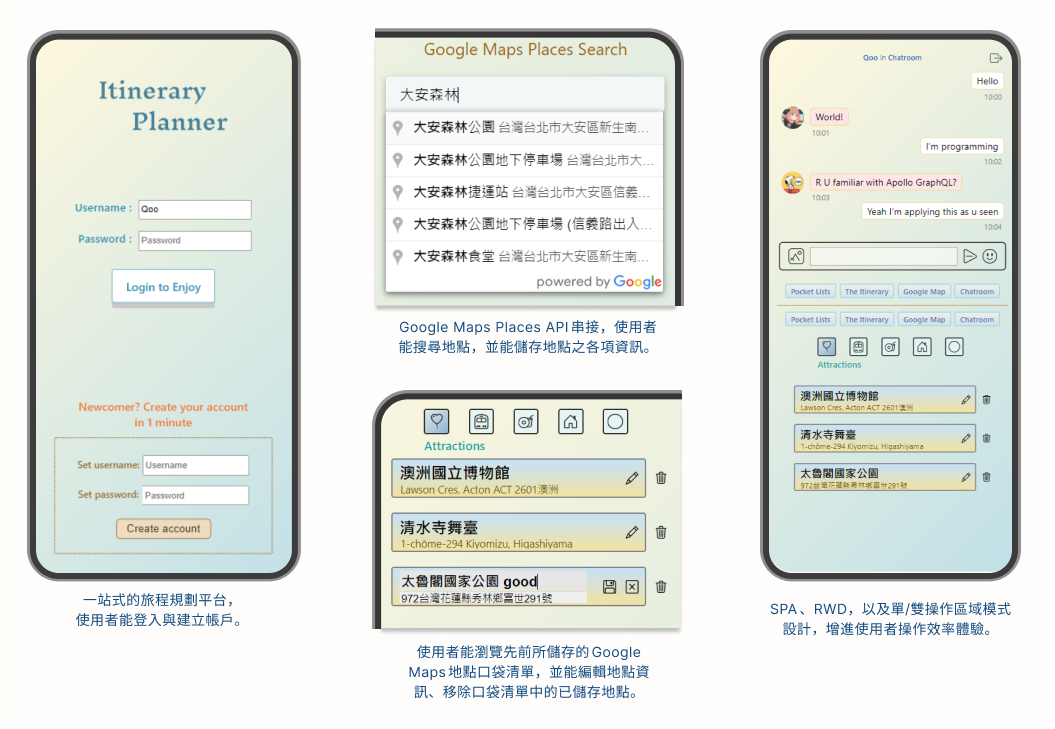 Itinerary
Planner
Username :
Qoo
Password :
Password
Login to Enjoy
Newcomer? Create your account
in 1 minute
Set username:
Username
Set password:
Password
Create account
一站式的旅程規劃平台，
使用者能登入與建立帳戶。
Google Maps Places Search
大安森林
大安森林公園 台灣台北市大安區新生南...
大安森林公園地下停車場 台灣台北市大...
大安森林捷運站 台灣台北市大安區信義...
大安森林公園地下停車場 (信義路出入...
大安森林食堂 台灣台北市大安區新生南...
powered by Google
Google Maps Places API串接，使用者
能搜尋地點，並能儲存地點之各項資訊。
Attractions
澳洲國立博物館
Lawson Cres, Acton ACT 2601澳洲
清水寺舞臺
1-chōme-294 Kiyomizu, Higashiyama
太魯閣國家公園 good
972台灣花蓮縣秀林鄉富世291號
使用者能瀏覽先前所儲存的Google
Maps地點口袋清單，並能編輯地點資
訊、移除口袋清單中的已儲存地點。
Qoo in Chatroom
Hello
10:00
World!
10:01
I'm programming
10:02
R U familiar with Apollo GraphQL?
10:03
Yeah I'm applying this as u seen
10:04
Pocket Lists
The Itinerary
Google Map
Chatroom
Pocket Lists
The Itinerary
Google Map
Chatroom
Attractions
澳洲國立博物館
Lawson Cres, Acton ACT 2601澳洲
清水寺舞臺
1-chōme-294 Kiyomizu, Higashiyama
太魯閣國家公園
972台灣花蓮縣秀林鄉富世291號
SPA、RWD，以及單/雙操作區域模式
設計，增進使用者操作效率體驗。